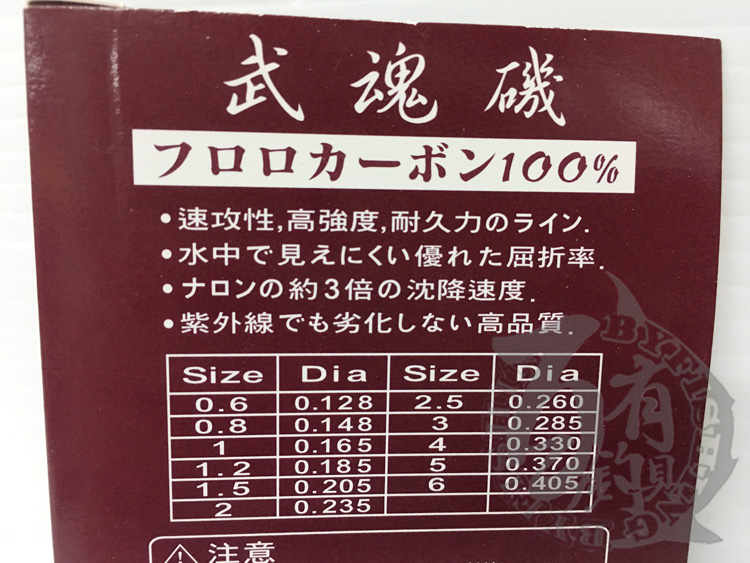 武魂磯
フロロカーボン100%
•速攻性,高強度,耐久力のライン.
•水中で見えにくい優れた屈折率.
•ナロンの約3倍の沈降速度.
•紫外線でも劣化しない高品質.
Size Dia Size Dia
0.6 0.128 2.5 0.260
0.8 0.148 3 0.285
1 0.165 4 0.330
1.2 0.185 5 0.370
1.5 0.205 6 0.405
2 0.235
注意
有釣具
BYFISHING